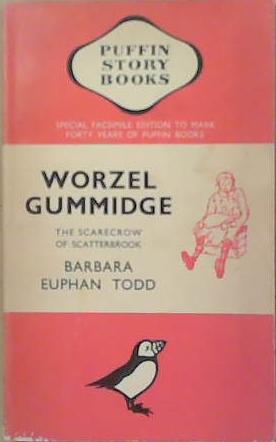 PUFFIN
STORY
BOOKS
SPECIAL FACSIMILE EDITION TO MARK
FORTY YEARS OF PUFFIN BOOKS
WORZEL
GUMMIDGE
THE SCARECROW
OF SCATTERBROOK
BARBARA
EUPHAN TODD